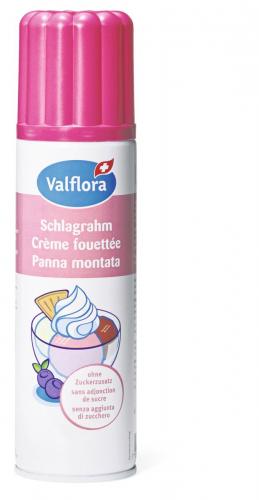 Valflora
Schlagrahm
Crème fouettée
Panna montata
ohne
Zuckerzusatz
sans adjonction
de sucre
senza aggiunta
di zucchero